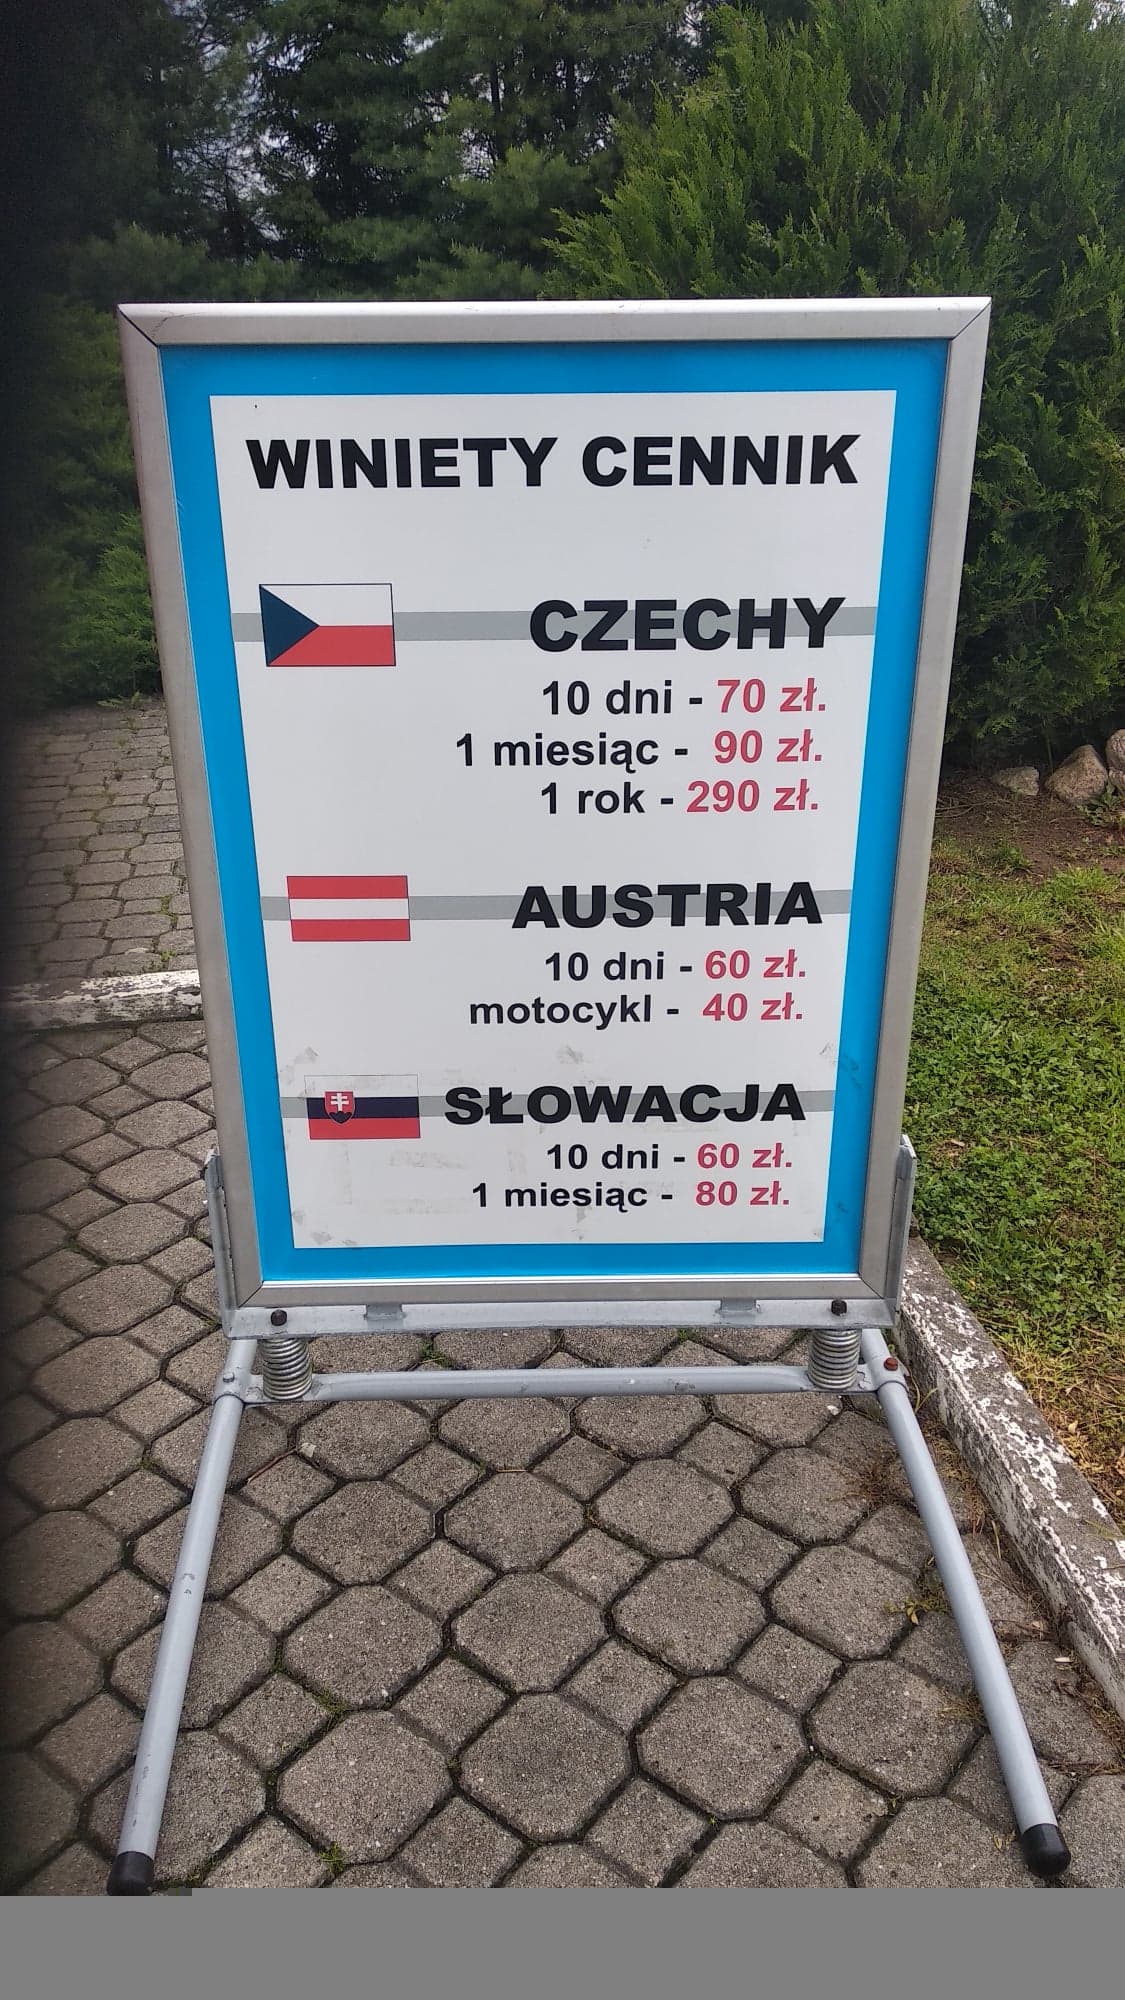 WINIETY CENNIK
CZECHY
10 dni - 70 zł.
1 miesiąc - 90 zł.
1 rok - 290 zł.
AUSTRIA
10 dni - 60 zł.
motocykl - 40 zł.
SŁOWACJA
10 dni - 60 zł.
1 miesiąc - 80 zł.